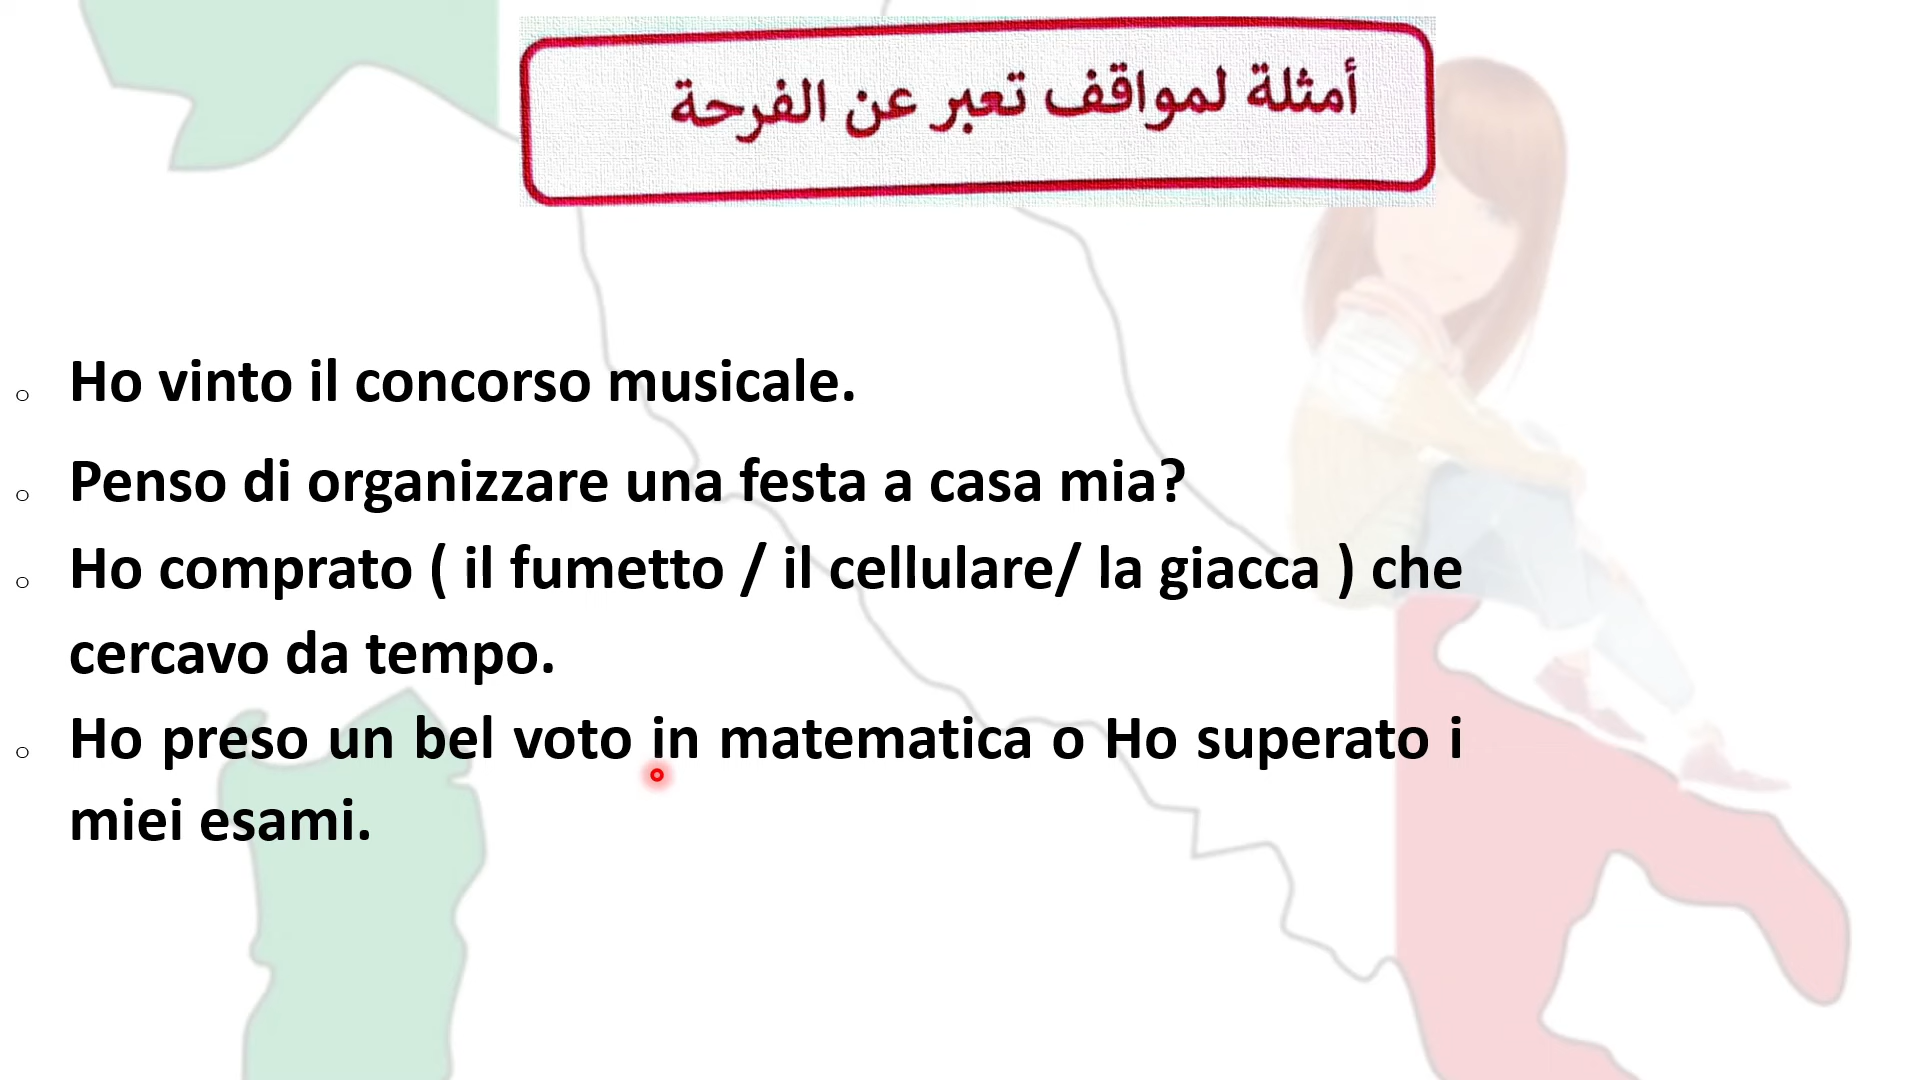 أمثلة لمواقف تعبر عن الفرحة
Ho vinto il concorso musicale.
Penso di organizzare una festa a casa mia?
Ho comprato ( il fumetto / il cellulare/ la giacca ) che
cercavo da tempo.
Ho preso un bel voto in matematica o Ho superato i
miei esami.